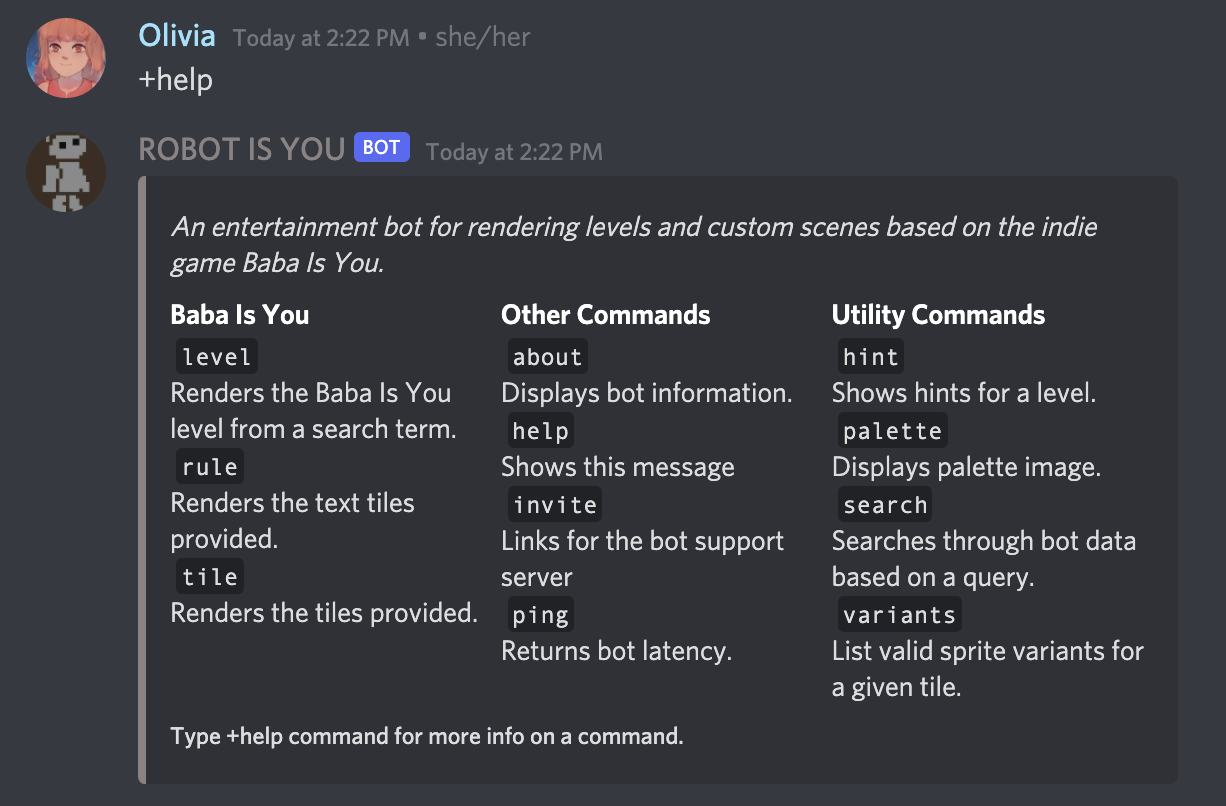 Olivia Today at 2:22 PM • she/her
+help
ROBOT IS YOU BOT Today at 2:22 PM
An entertainment bot for rendering levels and custom scenes based on the indie
game Baba Is You.
Baba Is You
level
Renders the Baba Is You
level from a search term.
rule
Renders the text tiles
provided.
tile
Renders the tiles provided.
Other Commands
about
Displays bot information.
help
Shows this message
invite
Links for the bot support
server
ping
Returns bot latency.
Utility Commands
hint
Shows hints for a level.
palette
Displays palette image.
search
Searches through bot data
based on a query.
variants
List valid sprite variants for
a given tile.
Type +help command for more info on a command.